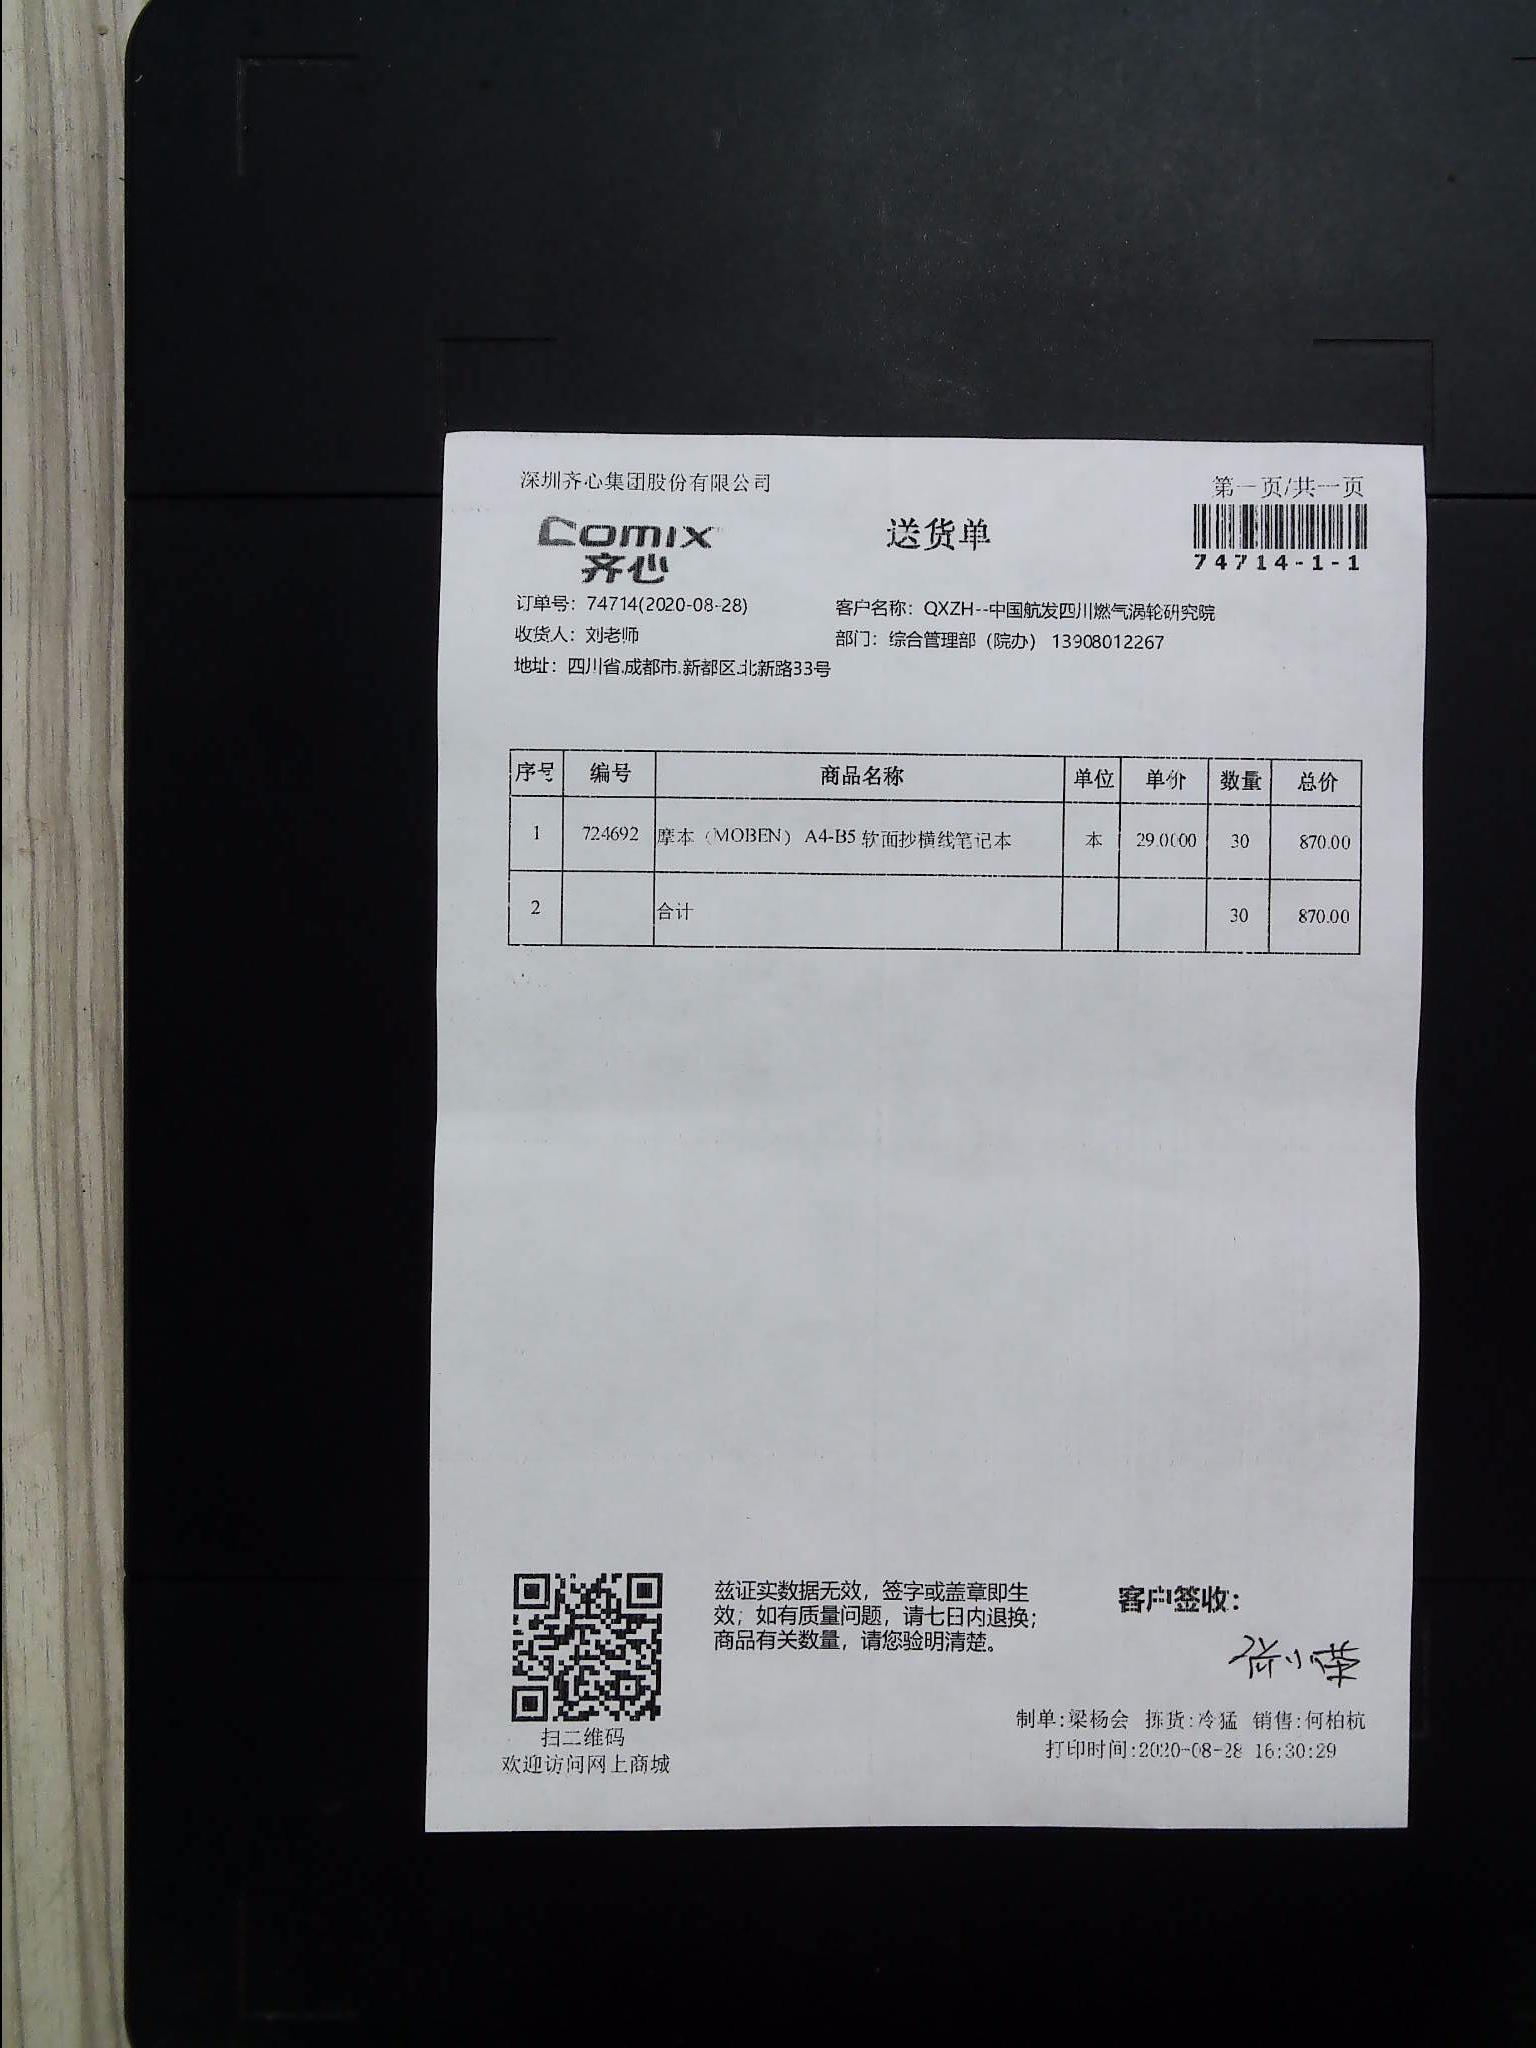 深圳齐心集团股份有限公司
第一页/共一页
comix
齐心
送货单
74714-1-1
订单号：74714(2020-08-28)
客户名称：QXZH--中国航发四川燃气涡轮研究院
收货人：刘老师
部门：综合管理部（院办） 13908012267
地址：四川省.成都市.新都区.北新路33号
序号 编号 商品名称 单位 单价 数量 总价
1 724692 摩本（MOBEN） A4-B5 软面抄横线笔记本 本 29.0000 30 870.00
2 合计 30 870.00
兹证实数据无效，签字或盖章即生
效；如有质量问题，请七日内退换；
商品有关数量，请您验明清楚。
客户签收：
扫二维码
欢迎访问网上商城
制单:梁杨会 拣货:冷猛 销售:何柏杭
打印时间:2020-08-28 16:30:29